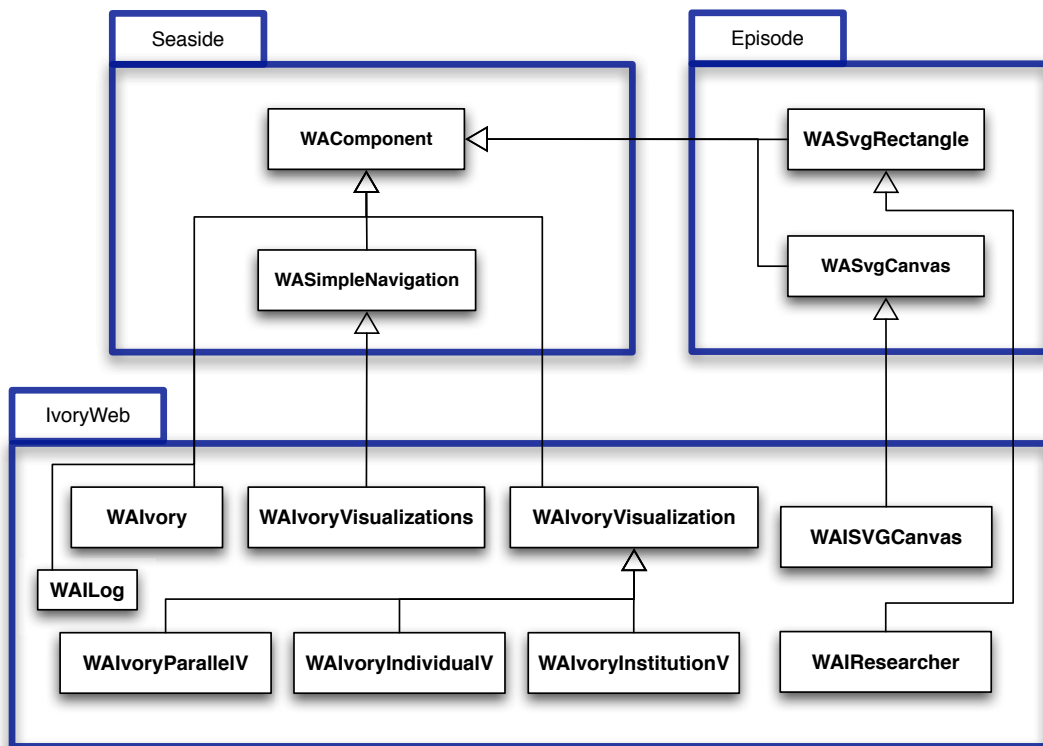 Seaside
Episode
WAComponent
WASvgRectangle
WASimpleNavigation
WASvgCanvas
IvoryWeb
WAIvory
WAIvoryVisualizations
WAIvoryVisualization
WAISVGCanvas
WAILog
WAIvoryParallelV
WAIvoryIndividualV
WAIvoryInstitutionV
WAIResearcher